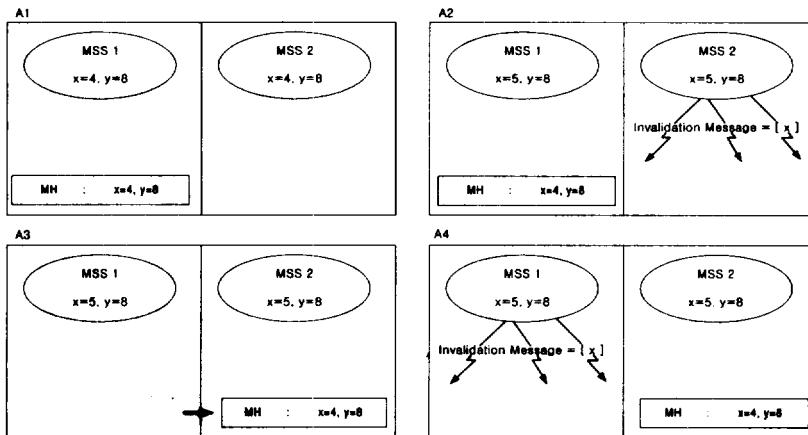 A1
MSS 1
x=4, y=8
MSS 2
x=4, y=8
MH : x=4, y=8
A2
MSS 1
x=5, y=8
MSS 2
x=5, y=8
Invalidation Message = [ x ]
MH : x=4, y=8
A3
MSS 1
x=5, y=8
MSS 2
x=5, y=8
MH : x=4, y=8
A4
MSS 1
x=5, y=8
Invalidation Message = [ x ]
MSS 2
x=5, y=8
MH : x=4, y=8